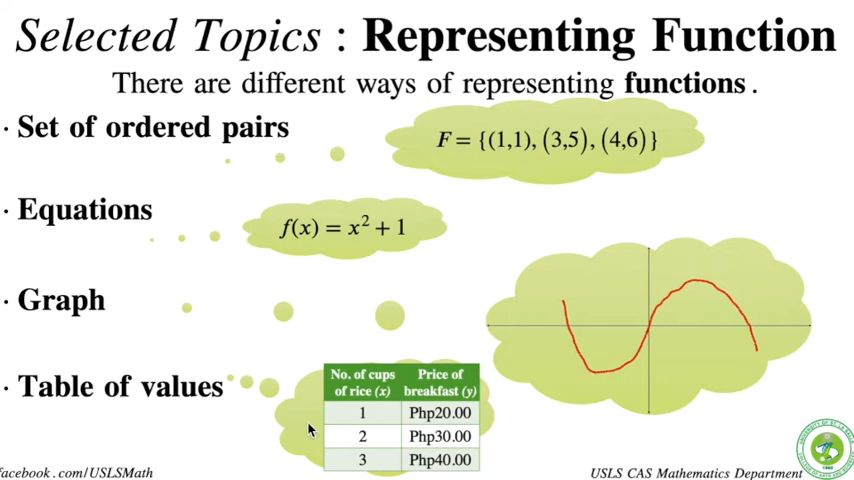 Selected Topics : Representing Function
There are different ways of representing functions .
· Set of ordered pairs
F = {(1,1), (3,5), (4,6)}
· Equations
f(x) = x² + 1
· Graph
· Table of values
No. of cups of rice (x) Price of breakfast (y)
1 Php20.00
2 Php30.00
3 Php40.00
facebook.com/USLSMath
USLS CAS Mathematics Department